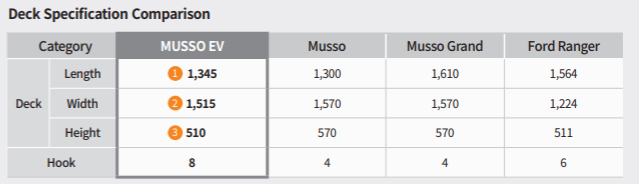 Deck Specification Comparison
Category MUSSO EV Musso Musso Grand Ford Ranger
Length 1 1,345 1,300 1,610 1,564
Deck Width 2 1,515 1,570 1,570 1,224
Height 3 510 570 570 511
Hook 8 4 4 6